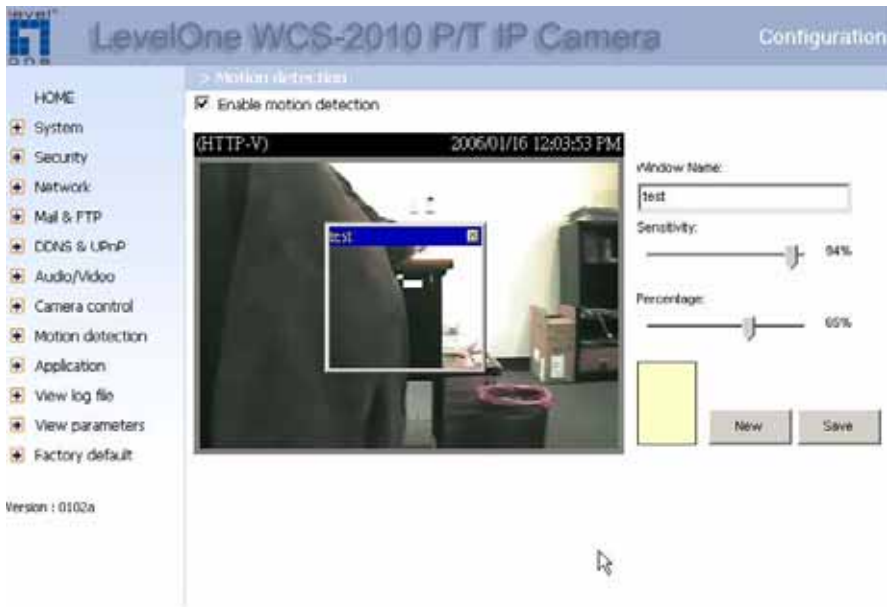 level
one
LevelOne WCS-2010 P/T IP Camera
Configuration
> Motion detection
HOME
System
Security
Network
Mail & FTP
DDNS & UPnP
Audio/Video
Camera control
Motion detection
Application
View log file
View parameters
Factory default
Version : 0102a
Enable motion detection
(HTTP-V) 2006/01/16 12:03:53 PM
test
Window Name:
test
Sensitivity:
94%
Percentage:
65%
New
Save